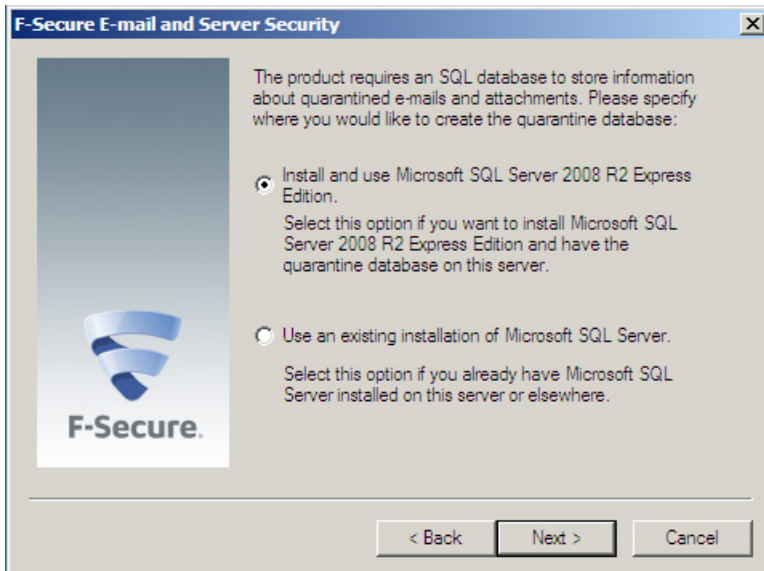 F-Secure E-mail and Server Security
The product requires an SQL database to store information
about quarantined e-mails and attachments. Please specify
where you would like to create the quarantine database:
Install and use Microsoft SQL Server 2008 R2 Express
Edition.
Select this option if you want to install Microsoft SQL
Server 2008 R2 Express Edition and have the
quarantine database on this server.
Use an existing installation of Microsoft SQL Server.
Select this option if you already have Microsoft SQL
Server installed on this server or elsewhere.
F-Secure.
< Back
Next >
Cancel